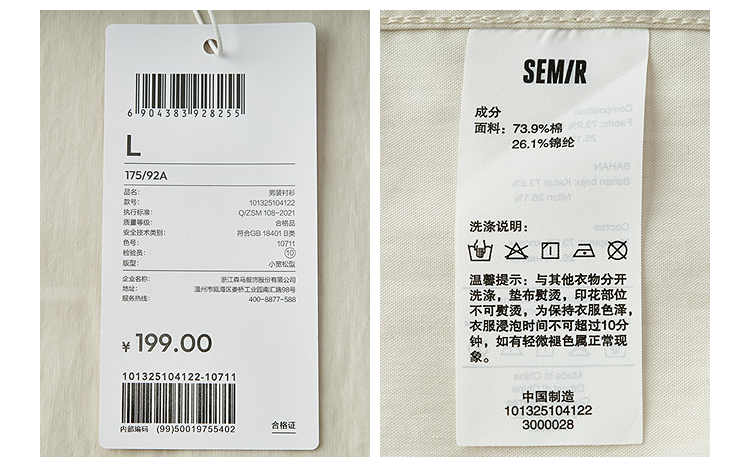 6 904383 928255
L
175/92A
品名: 男装衬衫
款号: 101325104122
执行标准: Q/ZSM 108-2021
质量等级: 合格品
安全技术类别: 符合GB 18401 B类
色号: 10711
检验员: 10
版型: 小宽松型
企业名称: 浙江森马服饰股份有限公司
地址: 温州市瓯海区娄桥工业园南汇路98号
服务热线: 400-8877-588
¥ 199.00
101325104122-10711
内部编码 (99)50019755402
合格证
SEMIR
成分
面料: 73.9%棉
26.1%锦纶
洗涤说明:
温馨提示: 与其他衣物分开
洗涤, 垫布熨烫, 印花部位
不可熨烫, 为保持衣服色泽,
衣服浸泡时间不可超过10分
钟, 如有轻微褪色属正常现
象。
中国制造
101325104122
3000028